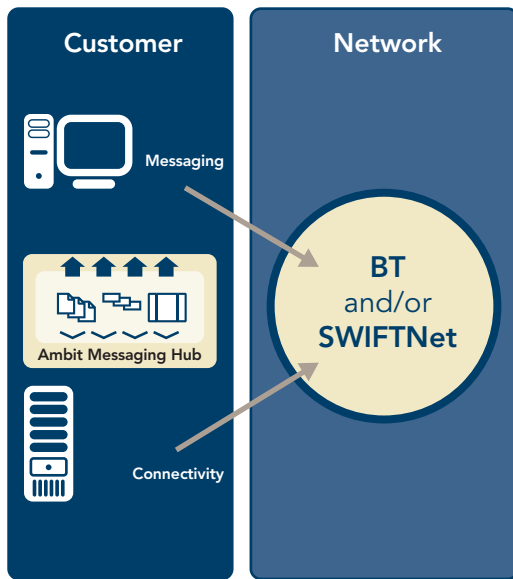 Customer
Messaging
Ambit Messaging Hub
Connectivity
Network
BT
and/or
SWIFTNet